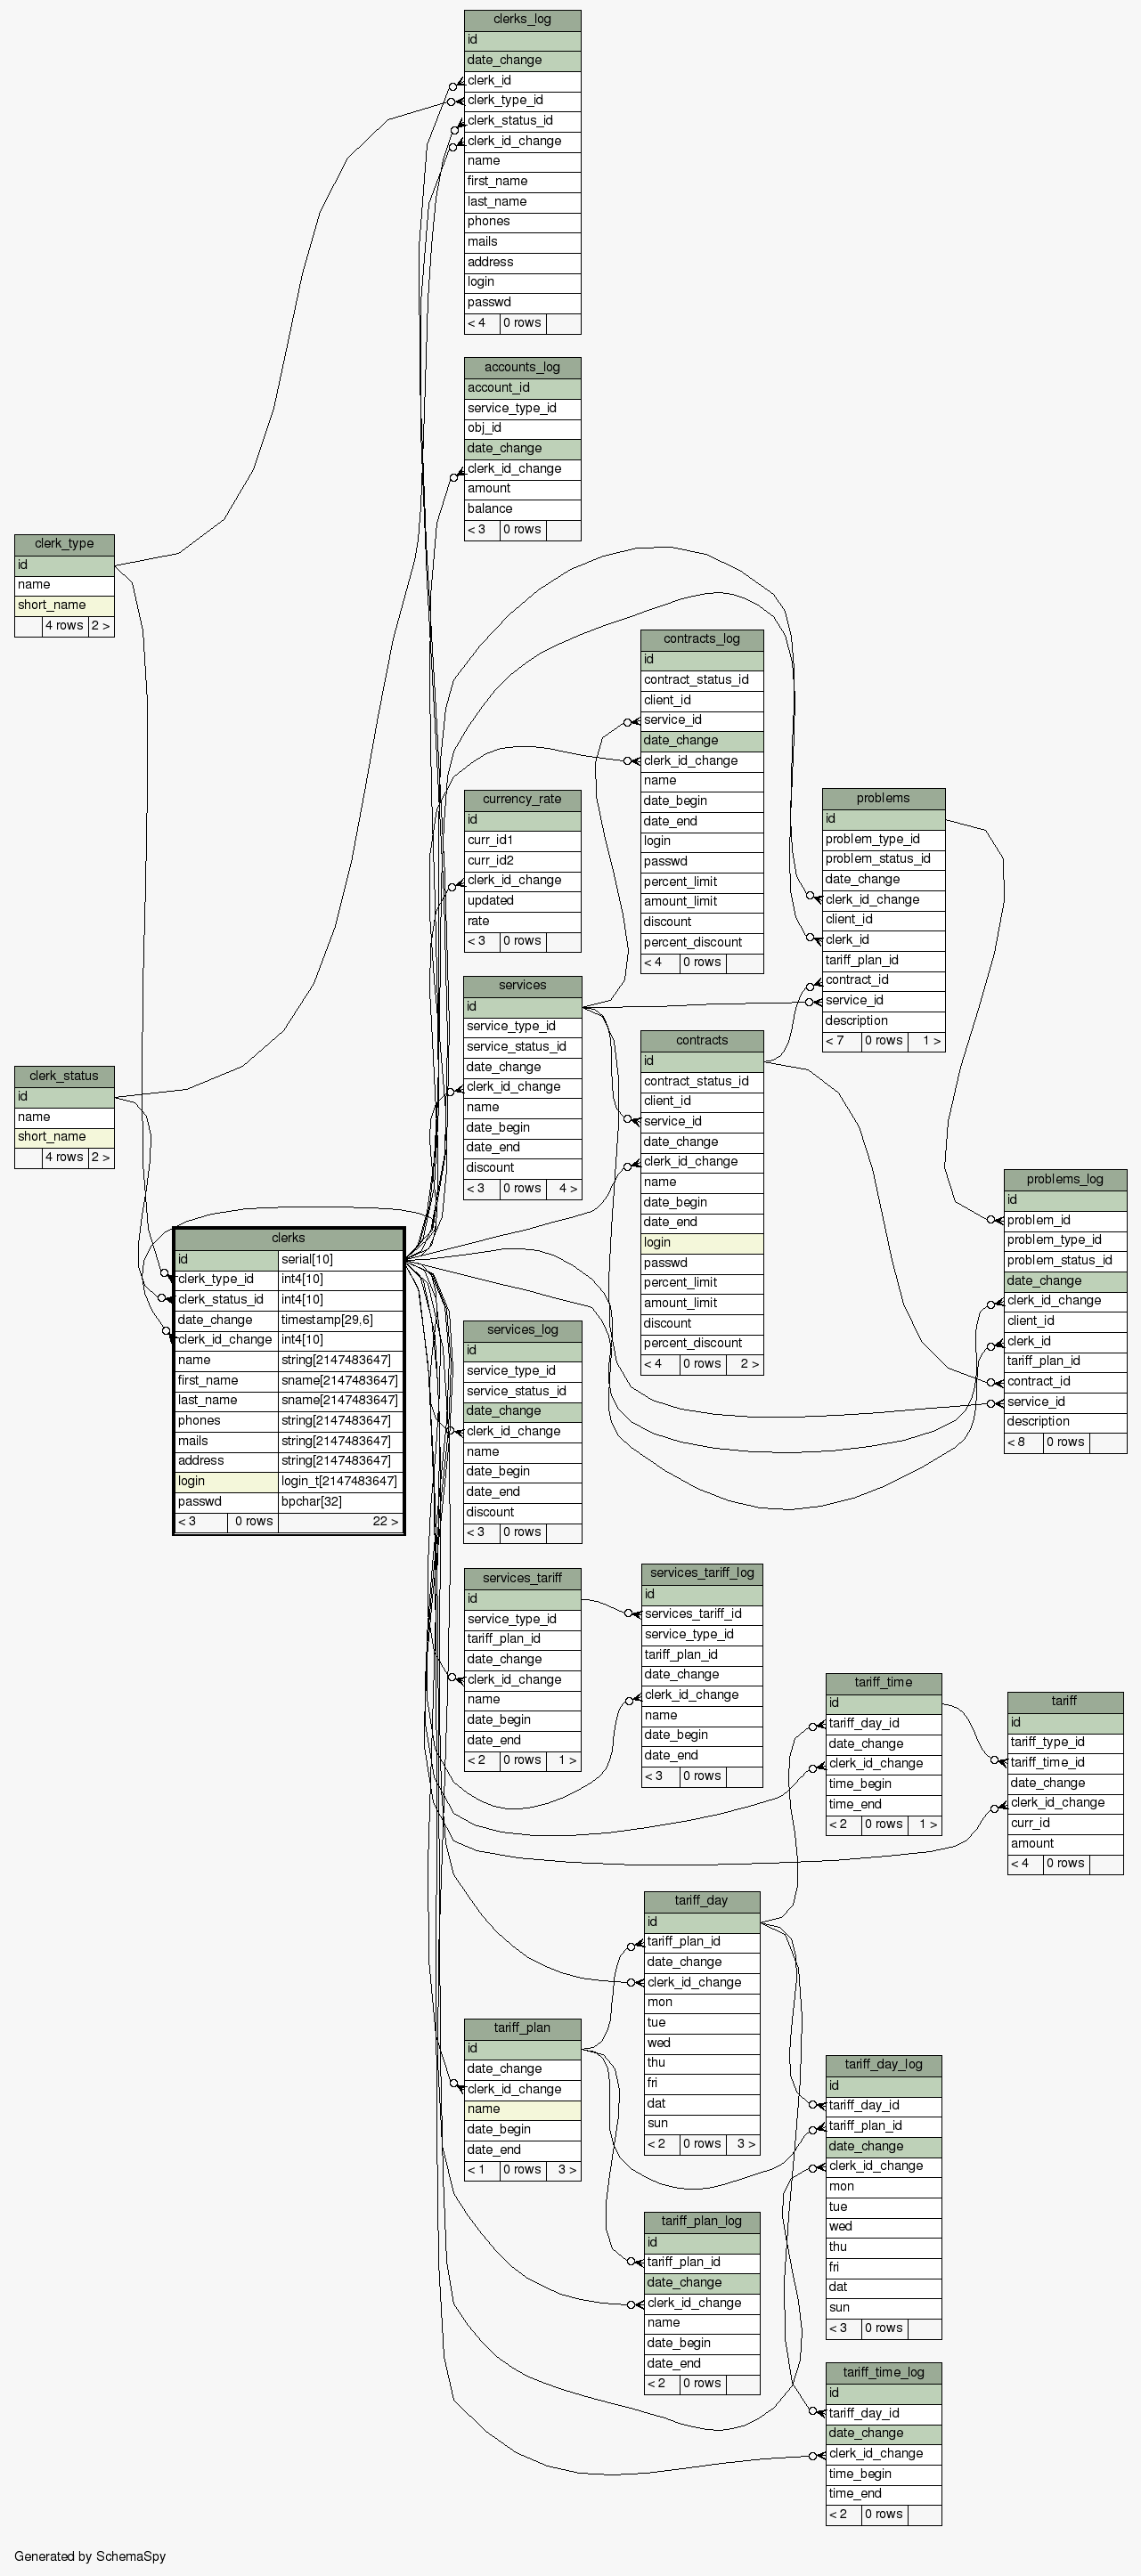 clerks_log
id
date_change
clerk_id
clerk_type_id
clerk_status_id
clerk_id_change
name
first_name
last_name
phones
mails
address
login
passwd
< 4 0 rows
accounts_log
account_id
service_type_id
obj_id
date_change
clerk_id_change
amount
balance
< 3 0 rows
clerk_type
id
name
short_name
4 rows 2 >
contracts_log
id
contract_status_id
client_id
service_id
date_change
clerk_id_change
name
date_begin
date_end
login
passwd
percent_limit
amount_limit
discount
percent_discount
< 4 0 rows
currency_rate
id
curr_id1
curr_id2
clerk_id_change
updated
rate
< 3 0 rows
problems
id
problem_type_id
problem_status_id
date_change
clerk_id_change
client_id
clerk_id
tariff_plan_id
contract_id
service_id
description
< 7 0 rows 1 >
services
id
service_type_id
service_status_id
date_change
clerk_id_change
name
date_begin
date_end
discount
< 3 0 rows 4 >
contracts
id
contract_status_id
client_id
service_id
date_change
clerk_id_change
name
date_begin
date_end
login
passwd
percent_limit
amount_limit
discount
percent_discount
< 4 0 rows 2 >
clerk_status
id
name
short_name
4 rows 2 >
problems_log
id
problem_id
problem_type_id
problem_status_id
date_change
clerk_id_change
client_id
clerk_id
tariff_plan_id
contract_id
service_id
description
< 8 0 rows
clerks
id serial[10]
clerk_type_id int4[10]
clerk_status_id int4[10]
date_change timestamp[29,6]
clerk_id_change int4[10]
name string[2147483647]
first_name sname[2147483647]
last_name sname[2147483647]
phones string[2147483647]
mails string[2147483647]
address string[2147483647]
login login_t[2147483647]
passwd bpchar[32]
< 3 0 rows 22 >
services_log
id
service_type_id
service_status_id
date_change
clerk_id_change
name
date_begin
date_end
discount
< 3 0 rows
services_tariff
id
service_type_id
tariff_plan_id
date_change
clerk_id_change
name
date_begin
date_end
< 2 0 rows 1 >
services_tariff_log
id
services_tariff_id
service_type_id
tariff_plan_id
date_change
clerk_id_change
name
date_begin
date_end
< 3 0 rows
tariff_time
id
tariff_day_id
date_change
clerk_id_change
time_begin
time_end
< 2 0 rows 1 >
tariff
id
tariff_type_id
tariff_time_id
date_change
clerk_id_change
curr_id
amount
< 4 0 rows
tariff_day
id
tariff_plan_id
date_change
clerk_id_change
mon
tue
wed
thu
fri
dat
sun
< 2 0 rows 3 >
tariff_plan
id
date_change
clerk_id_change
name
date_begin
date_end
< 1 0 rows 3 >
tariff_day_log
id
tariff_day_id
tariff_plan_id
date_change
clerk_id_change
mon
tue
wed
thu
fri
dat
sun
< 3 0 rows
tariff_plan_log
id
tariff_plan_id
date_change
clerk_id_change
name
date_begin
date_end
< 2 0 rows
tariff_time_log
id
tariff_day_id
date_change
clerk_id_change
time_begin
time_end
< 2 0 rows
Generated by SchemaSpy